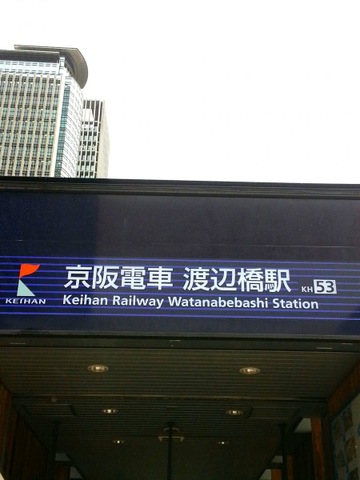 京阪電車 渡辺橋駅 KH 53
KEIHAN Keihan Railway Watanabebashi Station